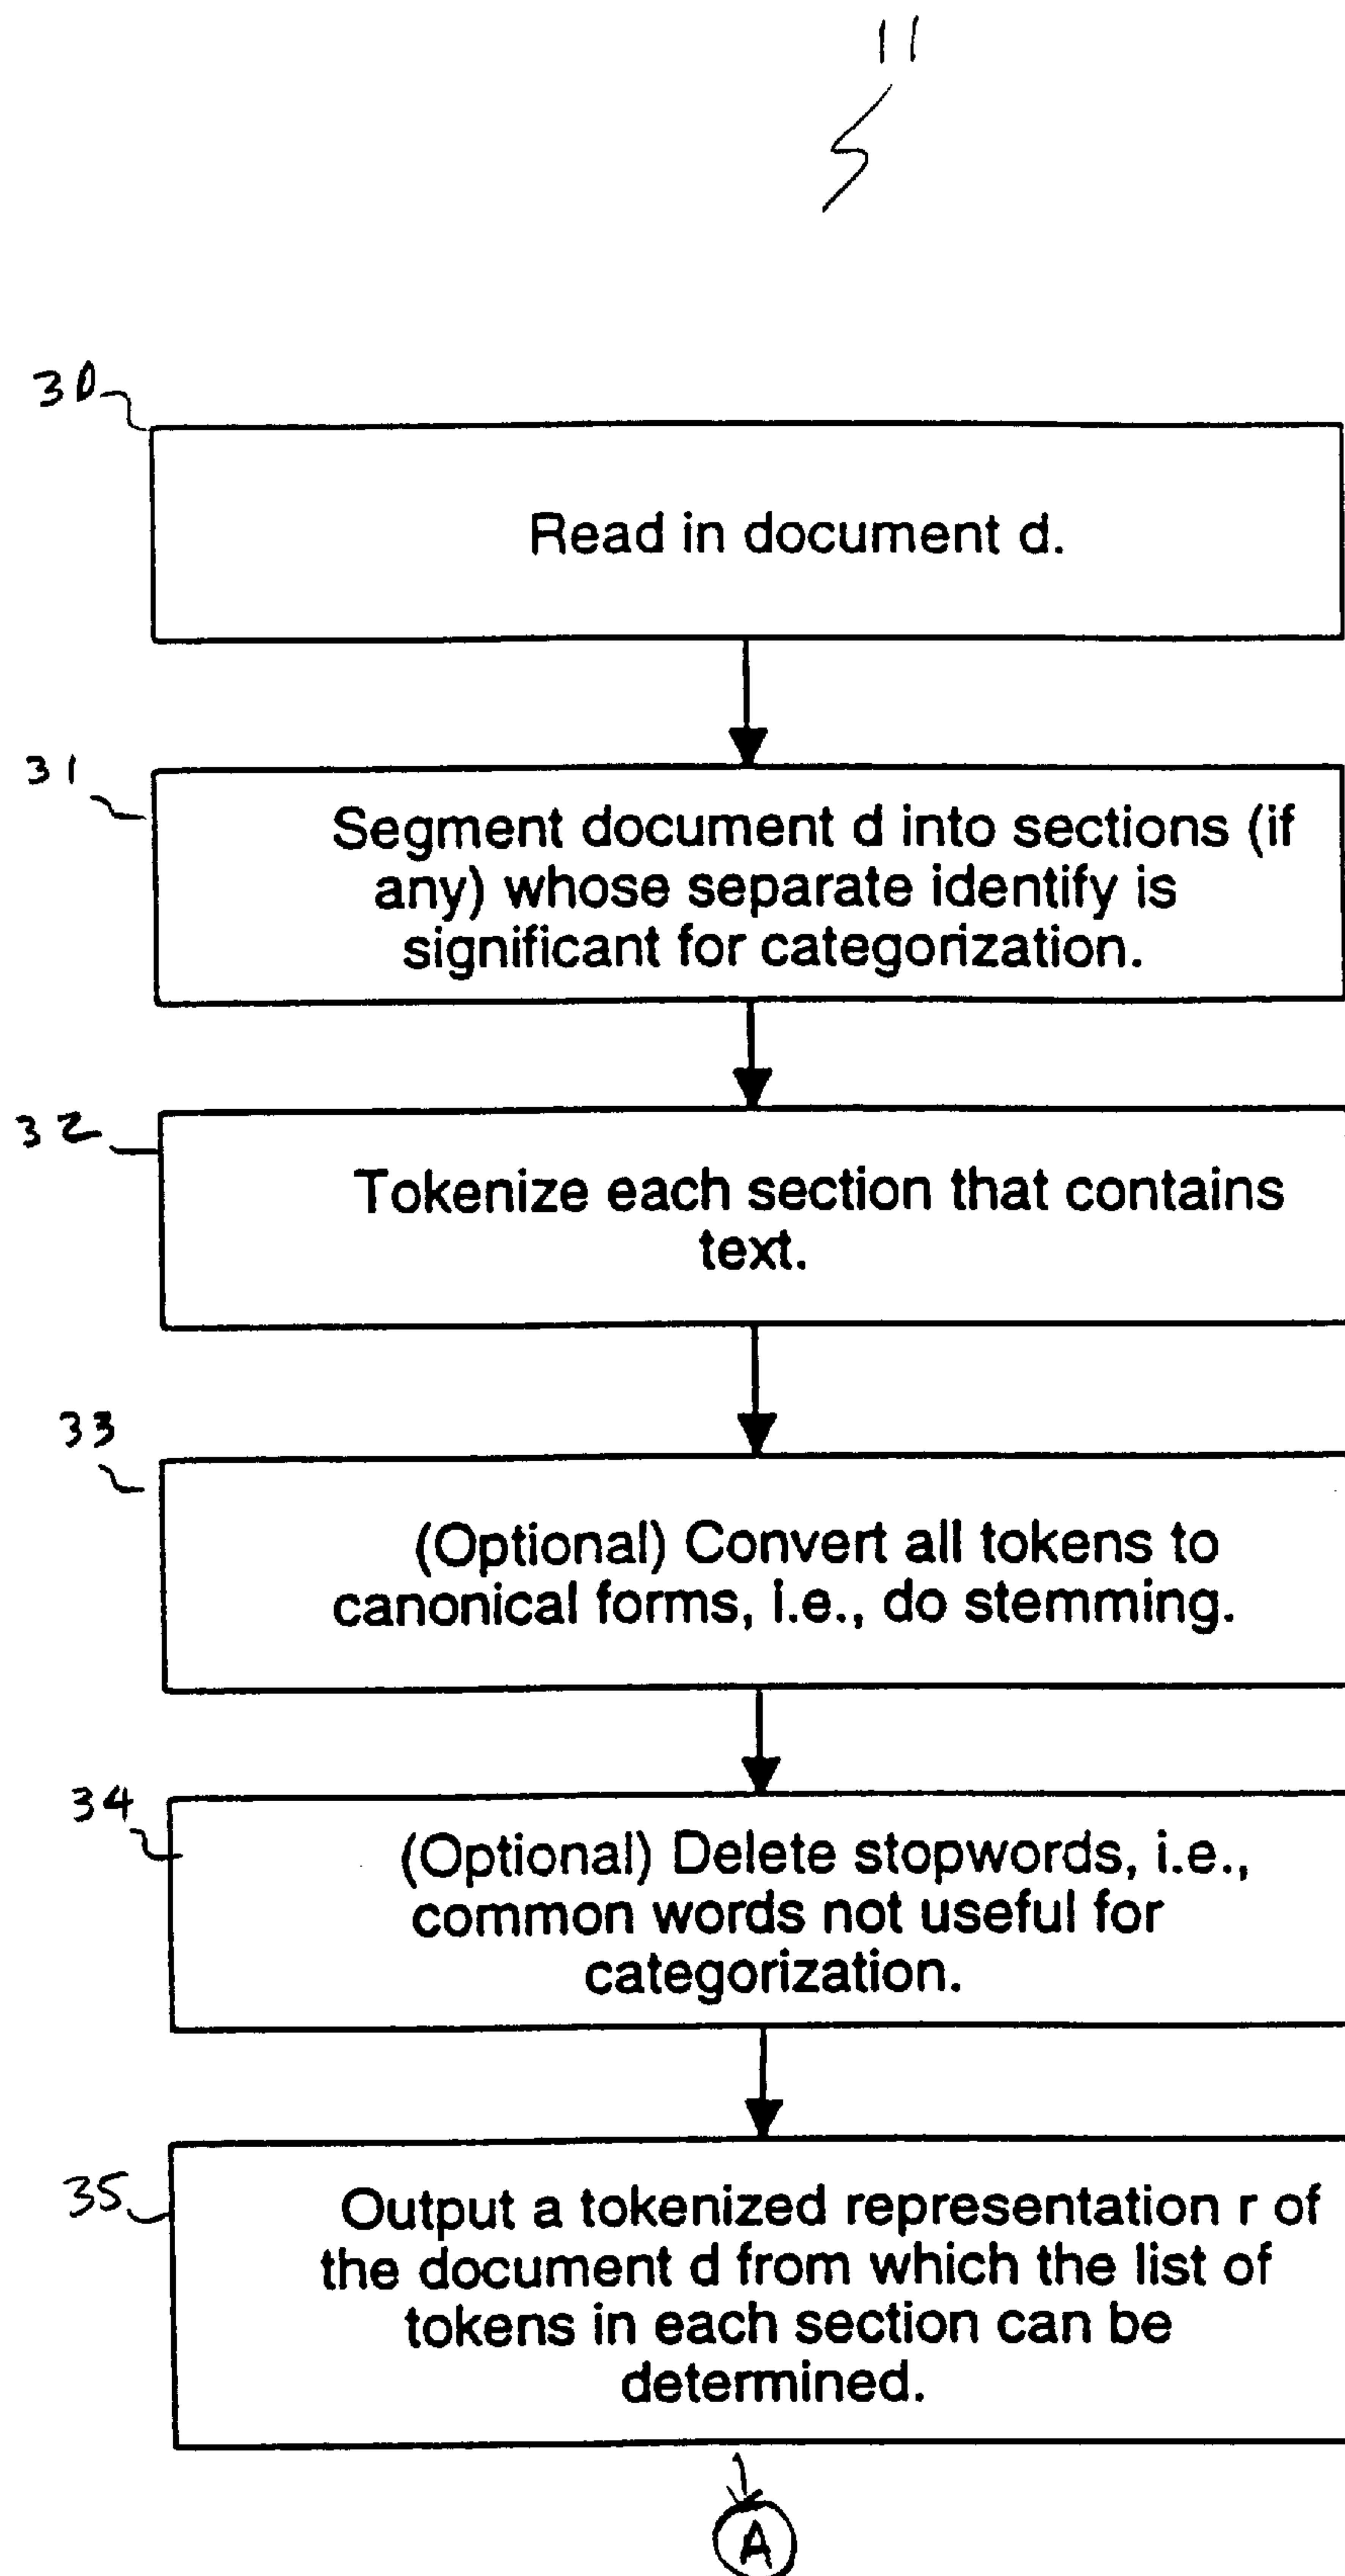 11
30
Read in document d.
31
Segment document d into sections (if
any) whose separate identify is
significant for categorization.
32
Tokenize each section that contains
text.
33
(Optional) Convert all tokens to
canonical forms, i.e., do stemming.
34
(Optional) Delete stopwords, i.e.,
common words not useful for
categorization.
35
Output a tokenized representation r of
the document d from which the list of
tokens in each section can be
determined.
A